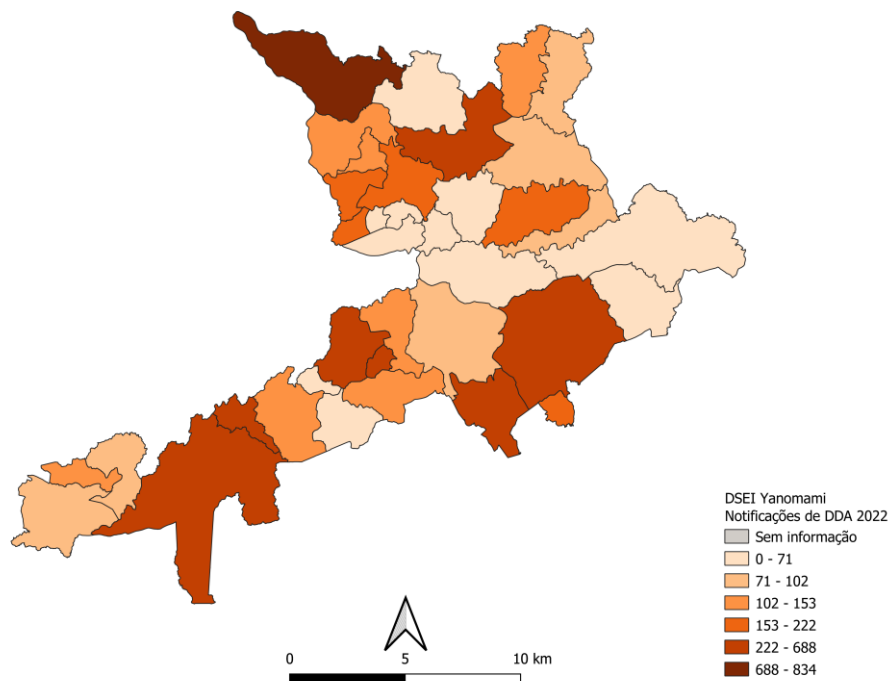 DSEI Yanomami
Notificações de DDA 2022
Sem informação
0 - 71
71 - 102
102 - 153
153 - 222
222 - 688
688 - 834
0 5 10 km